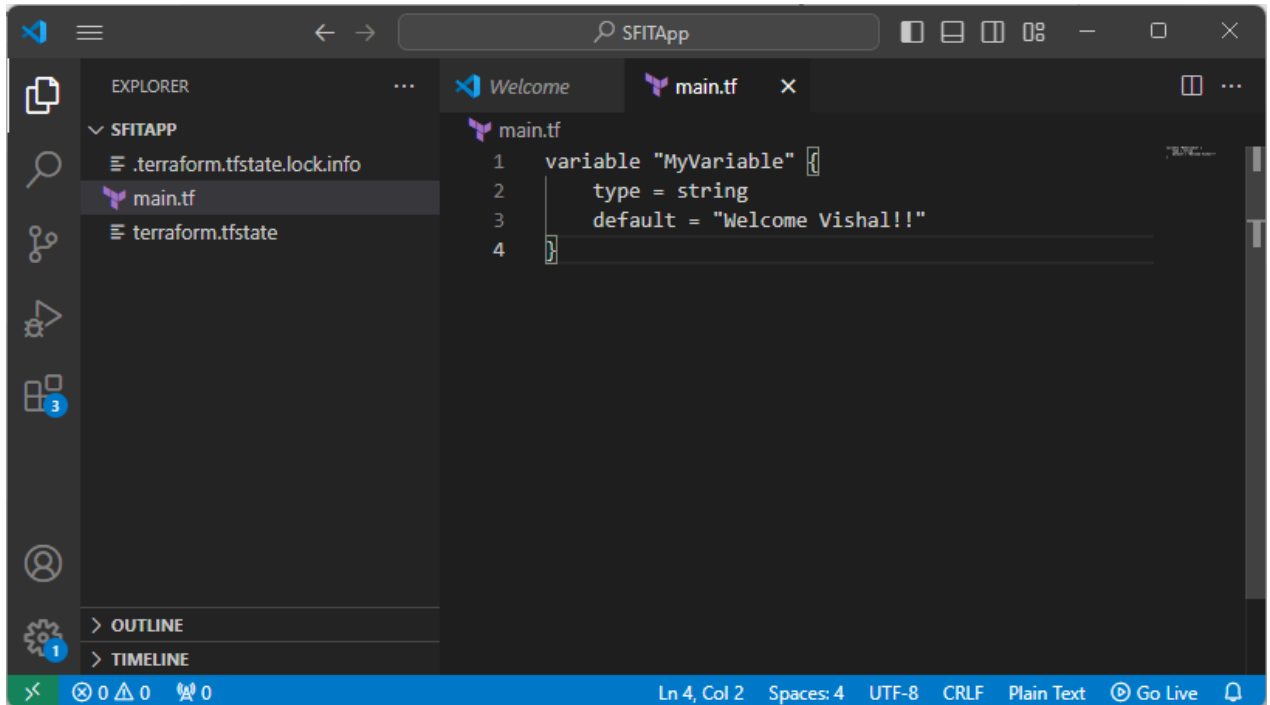 SFITApp
EXPLORER
SFITAPP
.terraform.tfstate.lock.info
main.tf
terraform.tfstate
OUTLINE
TIMELINE
Welcome
main.tf
main.tf
1 variable "MyVariable" {
2 type = string
3 default = "Welcome Vishal!!"
4 }
3
1
0 0 0 Ln 4, Col 2 Spaces: 4 UTF-8 CRLF Plain Text Go Live